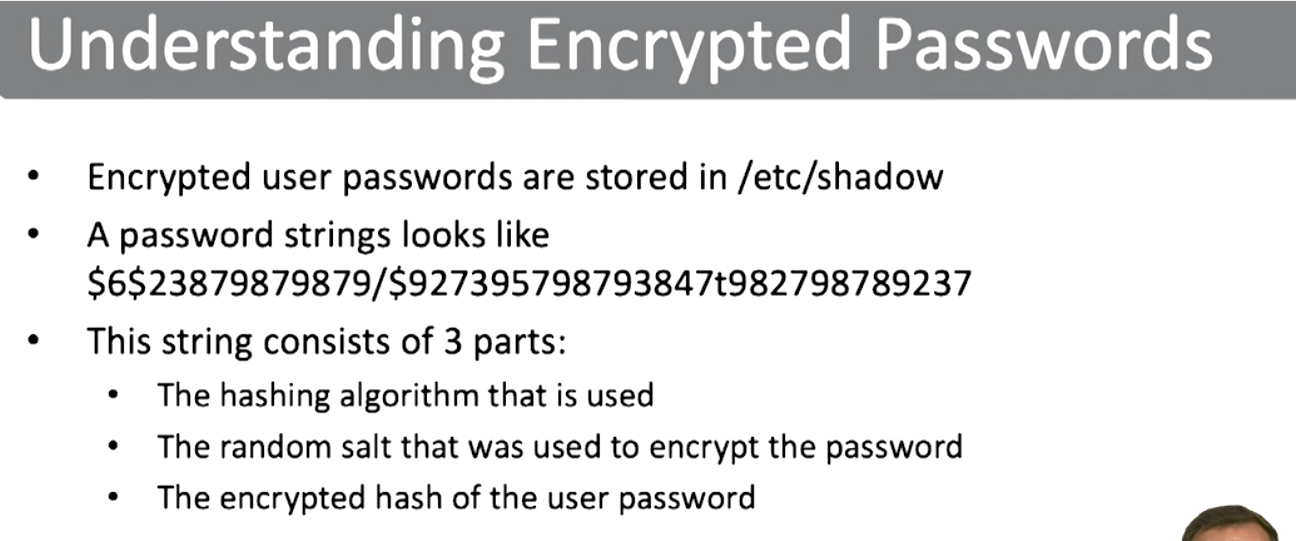 Understanding Encrypted Passwords
• Encrypted user passwords are stored in /etc/shadow
• A password strings looks like
$6$23879879879/$927395798793847t982798789237
• This string consists of 3 parts:
• The hashing algorithm that is used
• The random salt that was used to encrypt the password
• The encrypted hash of the user password